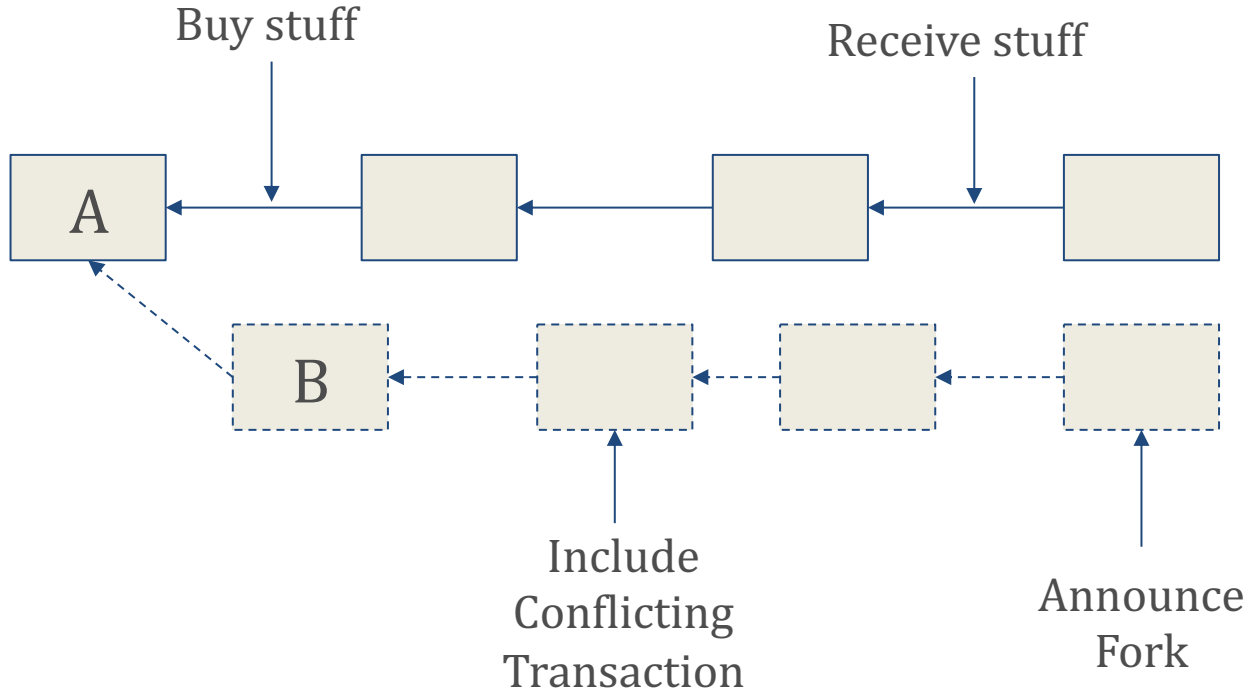 Buy stuff
Receive stuff
A
B
Include
Conflicting
Transaction
Announce
Fork